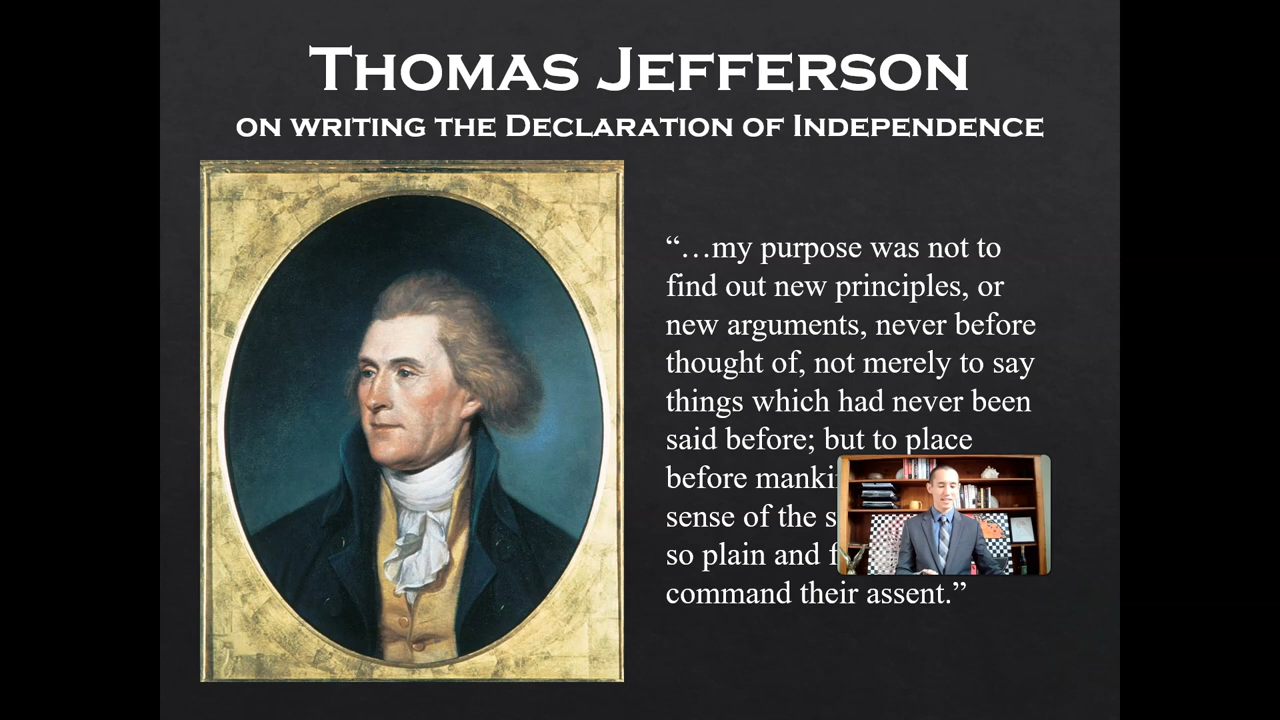 THOMAS JEFFERSON
ON WRITING THE DECLARATION OF INDEPENDENCE
“…my purpose was not to
find out new principles, or
new arguments, never before
thought of, not merely to say
things which had never been
said before; but to place
before
sense of the
so plain and
command their assent.”